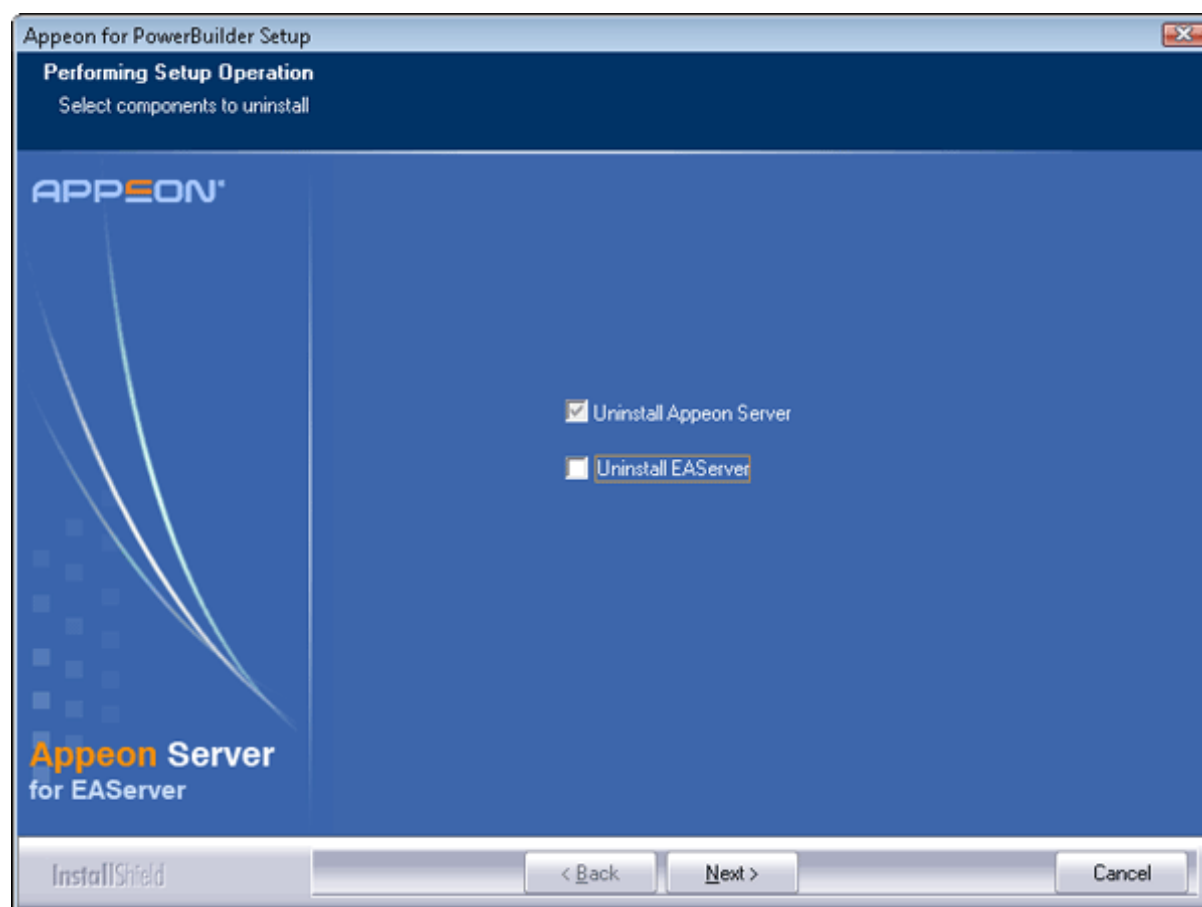 Appeon for PowerBuilder Setup
Performing Setup Operation
Select components to uninstall
APPEON
Uninstall Appeon Server
Uninstall EAServer
Appeon Server
for EAServer
InstallShield
< Back
Next >
Cancel